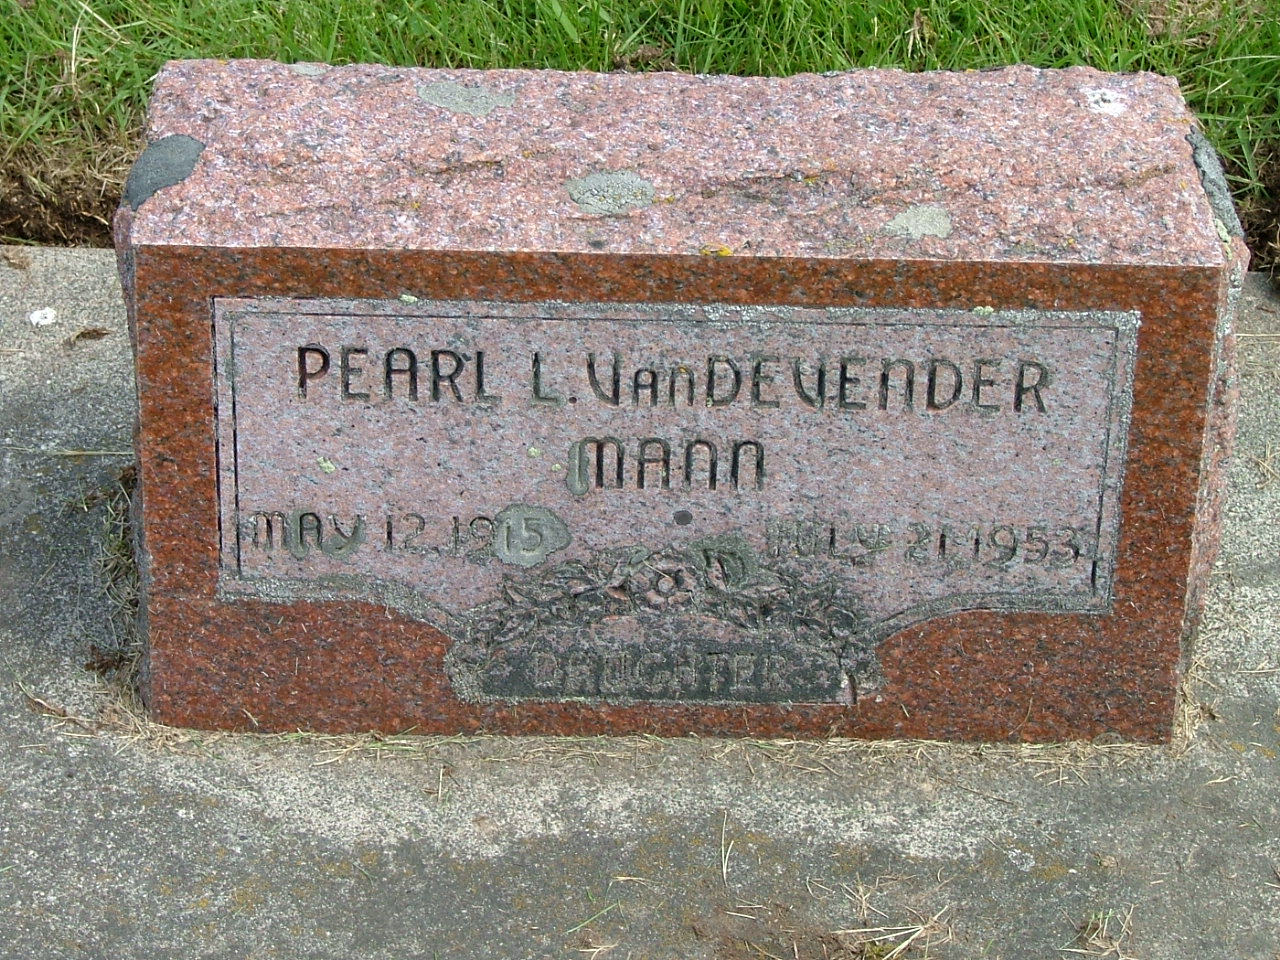 PEARL L. VanDEVENDER
MANN
MAY 12, 1915 JULY 21, 1953
DAUGHTER